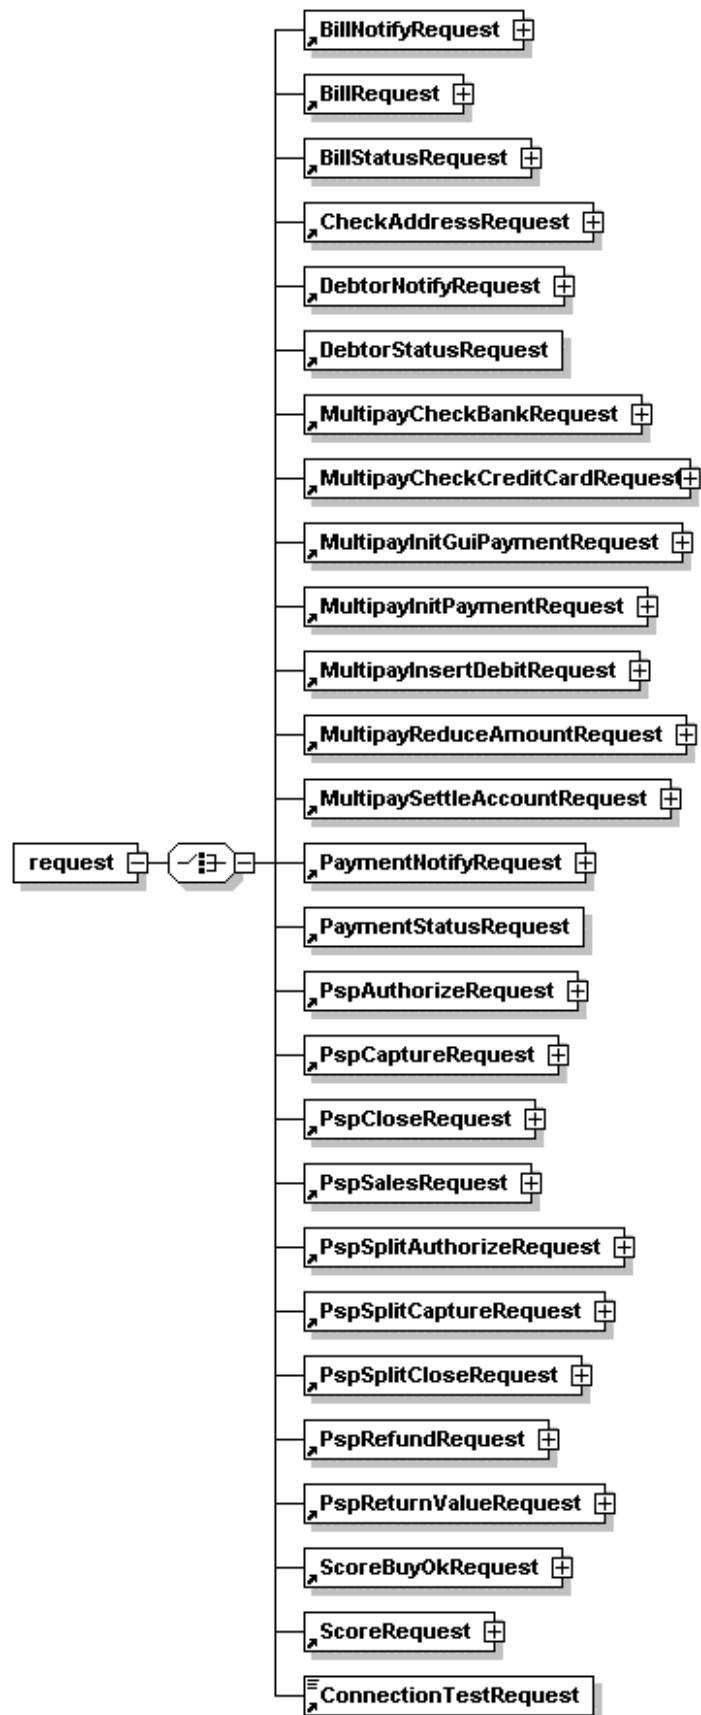 BillNotifyRequest
BillRequest
BillStatusRequest
CheckAddressRequest
DebtorNotifyRequest
DebtorStatusRequest
MultipayCheckBankRequest
MultipayCheckCreditCardRequest
MultipayInitGuiPaymentRequest
MultipayInitPaymentRequest
MultipayInsertDebitRequest
MultipayReduceAmountRequest
MultipaySettleAccountRequest
request
PaymentNotifyRequest
PaymentStatusRequest
PspAuthorizeRequest
PspCaptureRequest
PspCloseRequest
PspSalesRequest
PspSplitAuthorizeRequest
PspSplitCaptureRequest
PspSplitCloseRequest
PspRefundRequest
PspReturnValueRequest
ScoreBuyOkRequest
ScoreRequest
ConnectionTestRequest